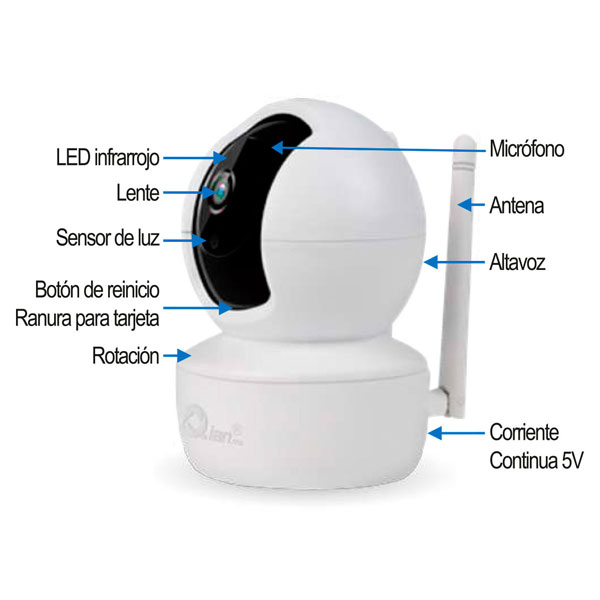 LED infrarrojo
Lente
Sensor de luz
Botón de reinicio
Ranura para tarjeta
Rotación
Micrófono
Antena
Altavoz
Corriente
Continua 5V